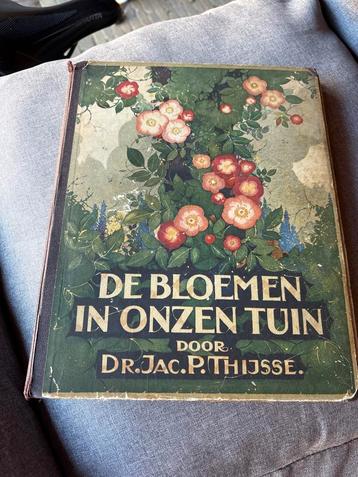 DE BLOEMEN
IN ONZEN TUIN
DOOR
DR. JAC. P. THIJSSE.